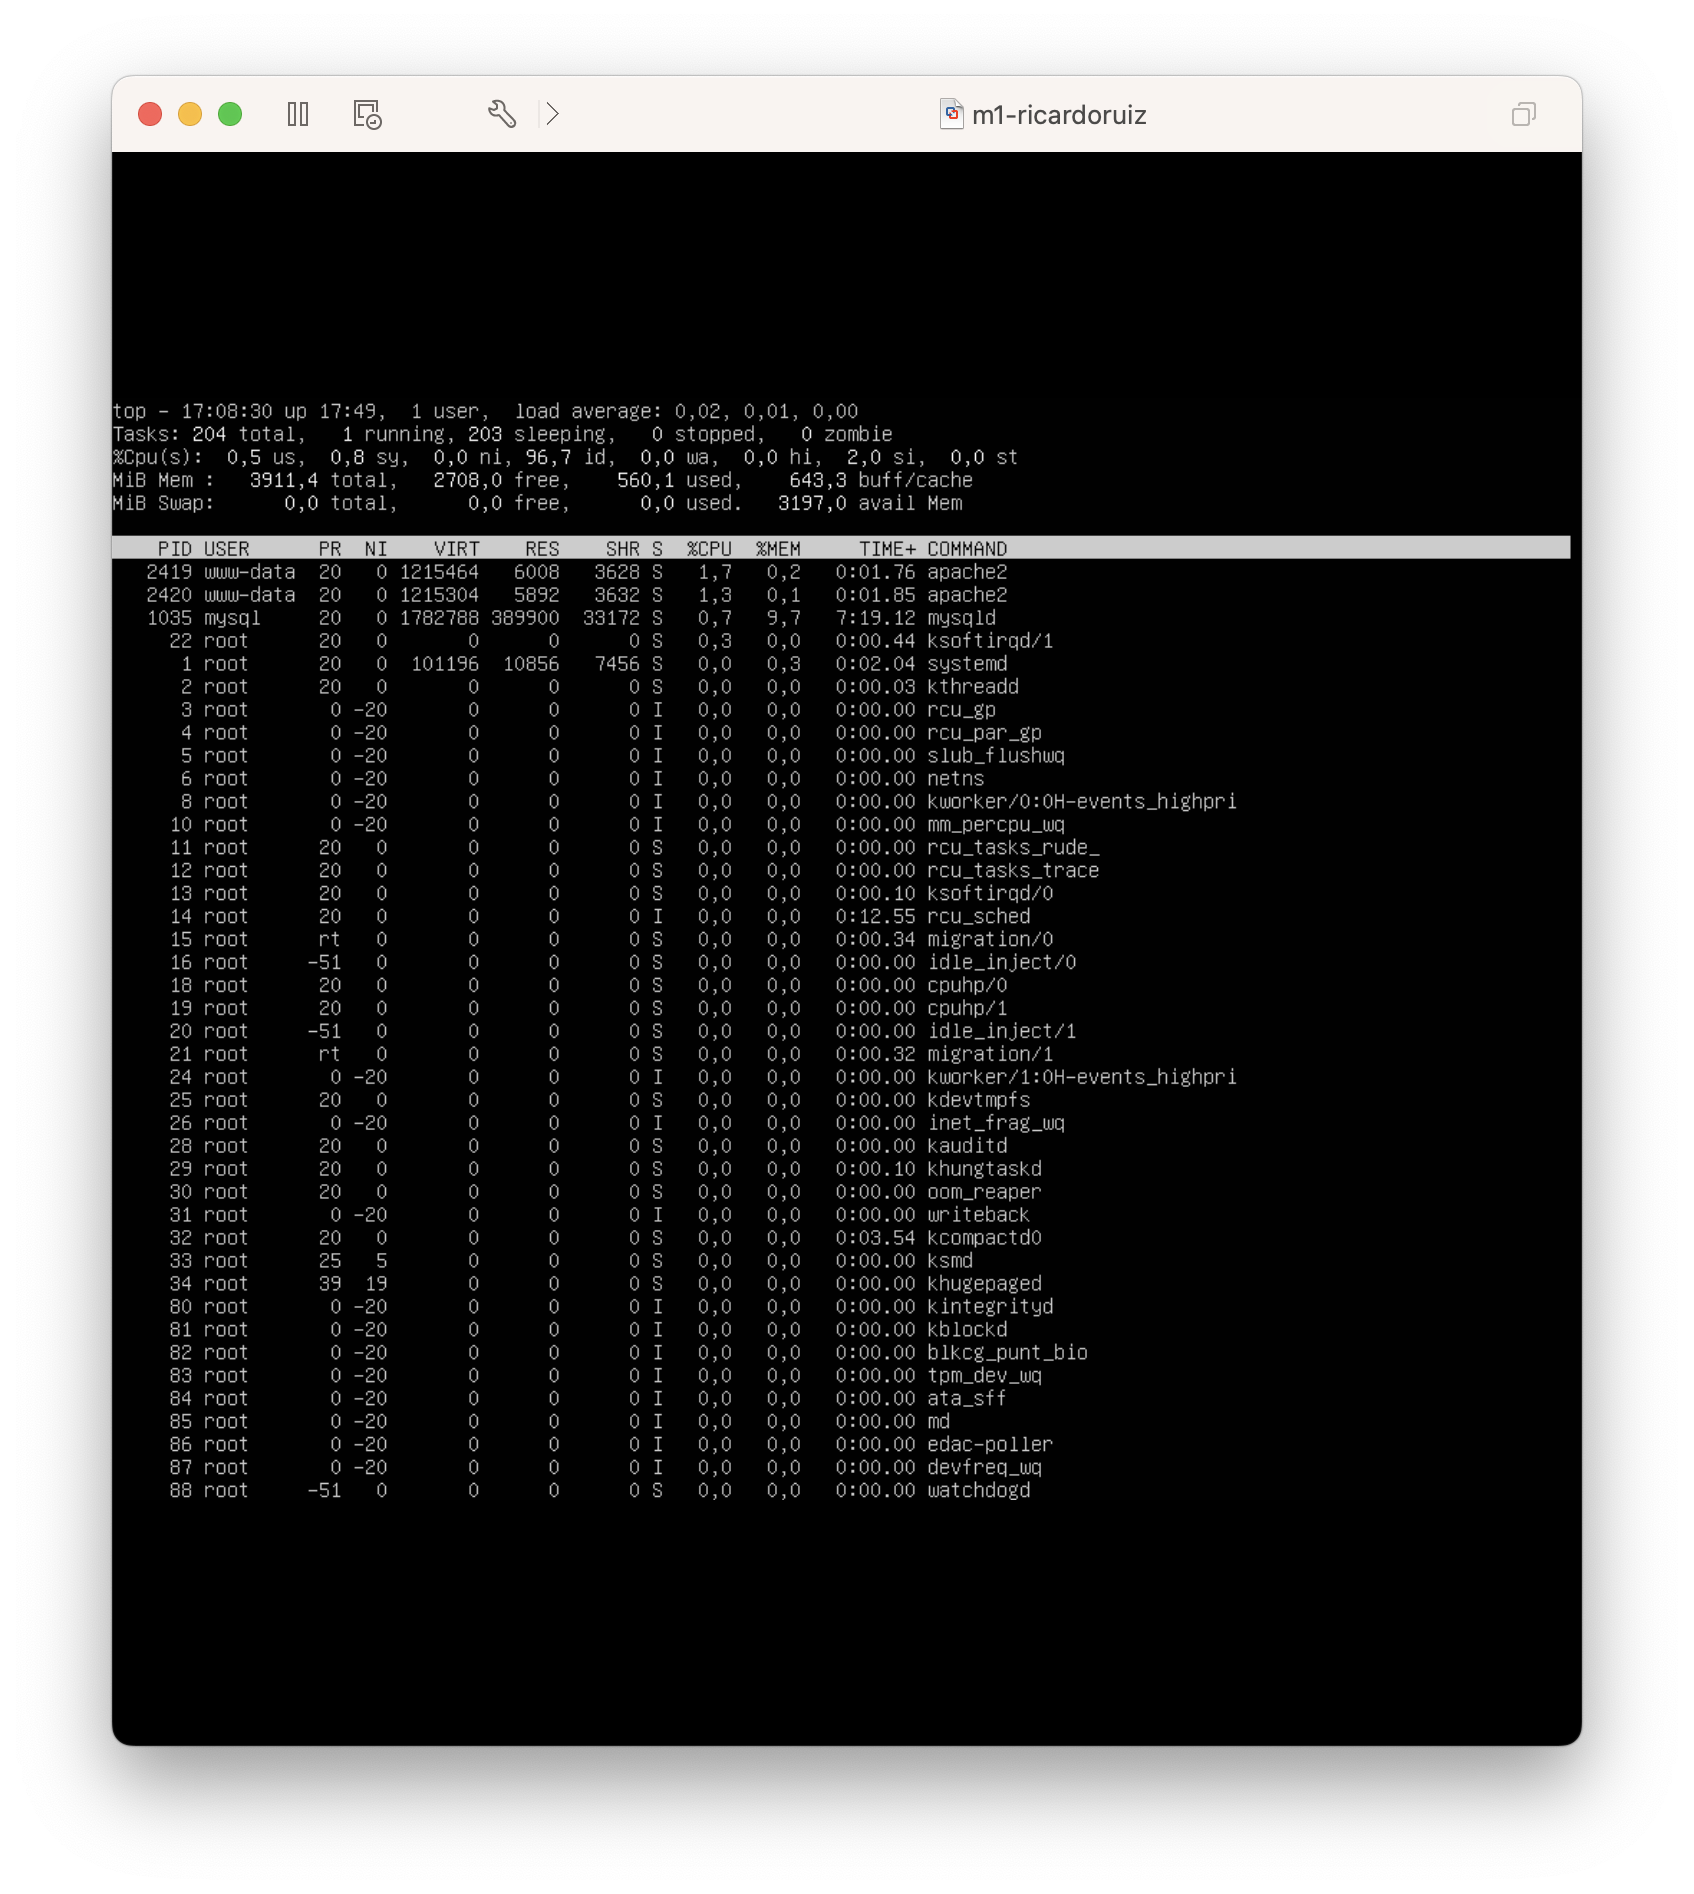 m1-ricardoruiz
top - 17:08:30 up 17:49,  1 user,  load average: 0,02, 0,01, 0,00
Tasks: 204 total,   1 running, 203 sleeping,   0 stopped,   0 zombie
%Cpu(s):  0,5 us,  0,8 sy,  0,0 ni, 96,7 id,  0,0 wa,  0,0 hi,  2,0 si,  0,0 st
MiB Mem :   3911,4 total,   2708,0 free,    560,1 used,    643,3 buff/cache
MiB Swap:      0,0 total,      0,0 free,      0,0 used.   3197,0 avail Mem
PID USER      PR  NI    VIRT    RES    SHR S  %CPU  %MEM     TIME+ COMMAND
2419 www-data  20   0 1215464   6008   3628 S   1,7   0,2   0:01.76 apache2
2420 www-data  20   0 1215304   5892   3632 S   1,3   0,1   0:01.85 apache2
1035 mysql     20   0 1782788 389900  33172 S   0,7   9,7   7:19.12 mysqld
22 root      20   0       0      0      0 S   0,3   0,0   0:00.44 ksoftirqd/1
1 root      20   0  101196  10856   7456 S   0,0   0,3   0:02.04 systemd
2 root      20   0       0      0      0 S   0,0   0,0   0:00.03 kthreadd
3 root       0 -20       0      0      0 I   0,0   0,0   0:00.00 rcu_gp
4 root       0 -20       0      0      0 I   0,0   0,0   0:00.00 rcu_par_gp
5 root       0 -20       0      0      0 I   0,0   0,0   0:00.00 slub_flushwq
6 root       0 -20       0      0      0 I   0,0   0,0   0:00.00 netns
8 root       0 -20       0      0      0 I   0,0   0,0   0:00.00 kworker/0:0H-events_highpri
10 root       0 -20       0      0      0 I   0,0   0,0   0:00.00 mm_percpu_wq
11 root      20   0       0      0      0 S   0,0   0,0   0:00.00 rcu_tasks_rude_
12 root      20   0       0      0      0 S   0,0   0,0   0:00.00 rcu_tasks_trace
13 root      20   0       0      0      0 S   0,0   0,0   0:00.10 ksoftirqd/0
14 root      20   0       0      0      0 I   0,0   0,0   0:12.55 rcu_sched
15 root      rt   0       0      0      0 S   0,0   0,0   0:00.34 migration/0
16 root     -51   0       0      0      0 S   0,0   0,0   0:00.00 idle_inject/0
18 root      20   0       0      0      0 S   0,0   0,0   0:00.00 cpuhp/0
19 root      20   0       0      0      0 S   0,0   0,0   0:00.00 cpuhp/1
20 root     -51   0       0      0      0 S   0,0   0,0   0:00.00 idle_inject/1
21 root      rt   0       0      0      0 S   0,0   0,0   0:00.32 migration/1
24 root       0 -20       0      0      0 I   0,0   0,0   0:00.00 kworker/1:0H-events_highpri
25 root      20   0       0      0      0 S   0,0   0,0   0:00.00 kdevtmpfs
26 root       0 -20       0      0      0 I   0,0   0,0   0:00.00 inet_frag_wq
28 root      20   0       0      0      0 S   0,0   0,0   0:00.00 kauditd
29 root      20   0       0      0      0 S   0,0   0,0   0:00.10 khungtaskd
30 root      20   0       0      0      0 S   0,0   0,0   0:00.00 oom_reaper
31 root       0 -20       0      0      0 I   0,0   0,0   0:00.00 writeback
32 root      20   0       0      0      0 S   0,0   0,0   0:03.54 kcompactd0
33 root      25   5       0      0      0 S   0,0   0,0   0:00.00 ksmd
34 root      39  19       0      0      0 S   0,0   0,0   0:00.00 khugepaged
80 root       0 -20       0      0      0 I   0,0   0,0   0:00.00 kintegrityd
81 root       0 -20       0      0      0 I   0,0   0,0   0:00.00 kblockd
82 root       0 -20       0      0      0 I   0,0   0,0   0:00.00 blkcg_punt_bio
83 root       0 -20       0      0      0 I   0,0   0,0   0:00.00 tpm_dev_wq
84 root       0 -20       0      0      0 I   0,0   0,0   0:00.00 ata_sff
85 root       0 -20       0      0      0 I   0,0   0,0   0:00.00 md
86 root       0 -20       0      0      0 I   0,0   0,0   0:00.00 edac-poller
87 root       0 -20       0      0      0 I   0,0   0,0   0:00.00 devfreq_wq
88 root     -51   0       0      0      0 S   0,0   0,0   0:00.00 watchdogd